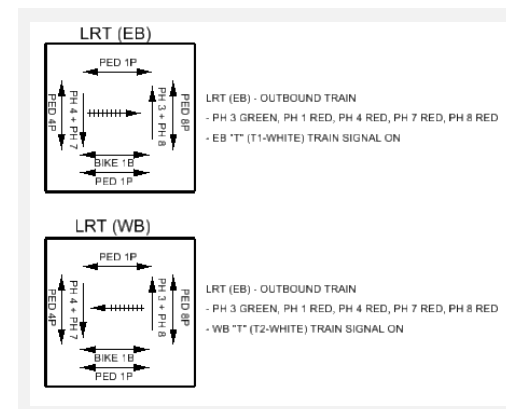 LRT (EB)
PED 1P
PED 4P
PH 4 + PH 7
PH 3 + PH 8
PED 8P
BIKE 1B
PED 1P
LRT (EB) - OUTBOUND TRAIN
- PH 3 GREEN, PH 1 RED, PH 4 RED, PH 7 RED, PH 8 RED
- EB "T" (T1-WHITE) TRAIN SIGNAL ON
LRT (WB)
PED 1P
PED 4P
PH 4 + PH 7
PH 3 + PH 8
PED 8P
BIKE 1B
PED 1P
LRT (EB) - OUTBOUND TRAIN
- PH 3 GREEN, PH 1 RED, PH 4 RED, PH 7 RED, PH 8 RED
- WB "T" (T2-WHITE) TRAIN SIGNAL ON